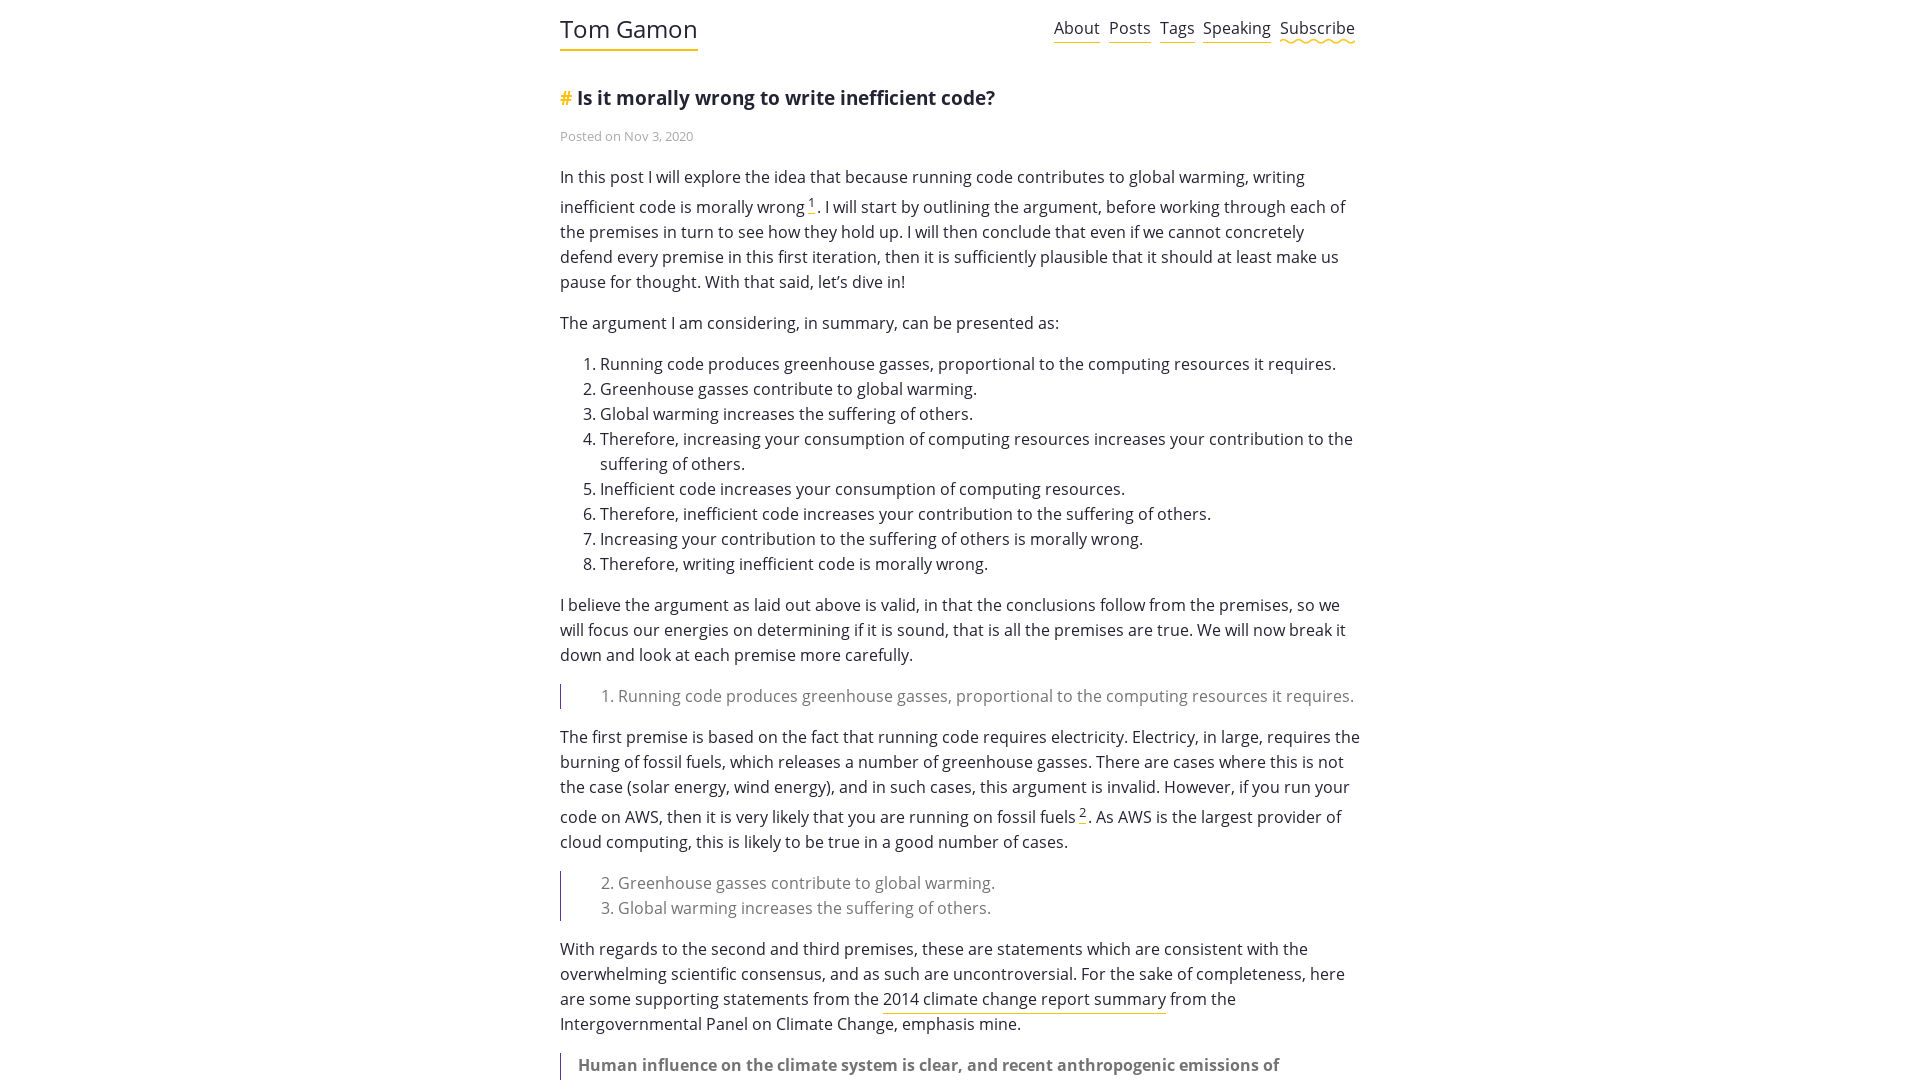 Tom Gamon
About Posts Tags Speaking Subscribe
# Is it morally wrong to write inefficient code?
Posted on Nov 3, 2020
In this post I will explore the idea that because running code contributes to global warming, writing
inefficient code is morally wrong 1. I will start by outlining the argument, before working through each of
the premises in turn to see how they hold up. I will then conclude that even if we cannot concretely
defend every premise in this first iteration, then it is sufficiently plausible that it should at least make us
pause for thought. With that said, let’s dive in!
The argument I am considering, in summary, can be presented as:
1. Running code produces greenhouse gasses, proportional to the computing resources it requires.
2. Greenhouse gasses contribute to global warming.
3. Global warming increases the suffering of others.
4. Therefore, increasing your consumption of computing resources increases your contribution to the
suffering of others.
5. Inefficient code increases your consumption of computing resources.
6. Therefore, inefficient code increases your contribution to the suffering of others.
7. Increasing your contribution to the suffering of others is morally wrong.
8. Therefore, writing inefficient code is morally wrong.
I believe the argument as laid out above is valid, in that the conclusions follow from the premises, so we
will focus our energies on determining if it is sound, that is all the premises are true. We will now break it
down and look at each premise more carefully.
1. Running code produces greenhouse gasses, proportional to the computing resources it requires.
The first premise is based on the fact that running code requires electricity. Electricy, in large, requires the
burning of fossil fuels, which releases a number of greenhouse gasses. There are cases where this is not
the case (solar energy, wind energy), and in such cases, this argument is invalid. However, if you run your
code on AWS, then it is very likely that you are running on fossil fuels 2. As AWS is the largest provider of
cloud computing, this is likely to be true in a good number of cases.
2. Greenhouse gasses contribute to global warming.
3. Global warming increases the suffering of others.
With regards to the second and third premises, these are statements which are consistent with the
overwhelming scientific consensus, and as such are uncontroversial. For the sake of completeness, here
are some supporting statements from the 2014 climate change report summary from the
Intergovernmental Panel on Climate Change, emphasis mine.
Human influence on the climate system is clear, and recent anthropogenic emissions of